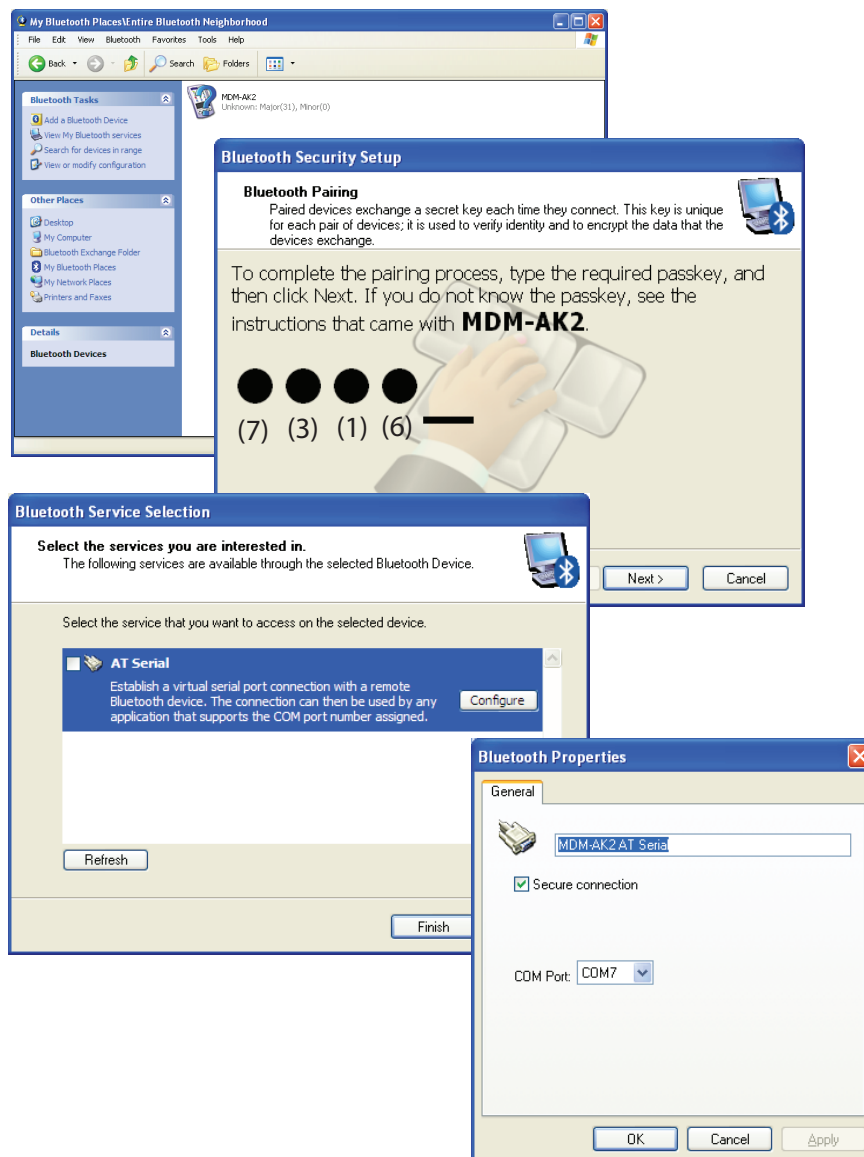 My Bluetooth Places\Entire Bluetooth Neighborhood
File Edit View Bluetooth Favorites Tools Help
Back Search Folders
Bluetooth Tasks
Add a Bluetooth Device
View My Bluetooth services
Search for devices in range
View or modify configuration
Other Places
Desktop
My Computer
Bluetooth Exchange Folder
My Bluetooth Places
My Network Places
Printers and Faxes
Details
Bluetooth Devices
MDM-AK2
Unknown: Major(31), Minor(0)
Bluetooth Security Setup
Bluetooth Pairing
Paired devices exchange a secret key each time they connect. This key is unique
for each pair of devices; it is used to verify identity and to encrypt the data that the
devices exchange.
To complete the pairing process, type the required passkey, and
then click Next. If you do not know the passkey, see the
instructions that came with MDM-AK2.
(7) (3) (1) (6)
Next > Cancel
Bluetooth Service Selection
Select the services you are interested in.
The following services are available through the selected Bluetooth Device.
Select the service that you want to access on the selected device.
AT Serial
Establish a virtual serial port connection with a remote
Bluetooth device. The connection can then be used by any
application that supports the COM port number assigned.
Configure
Refresh
Finish
Bluetooth Properties
General
MDM-AK2 AT Serial
Secure connection
COM Port: COM7
OK Cancel Apply